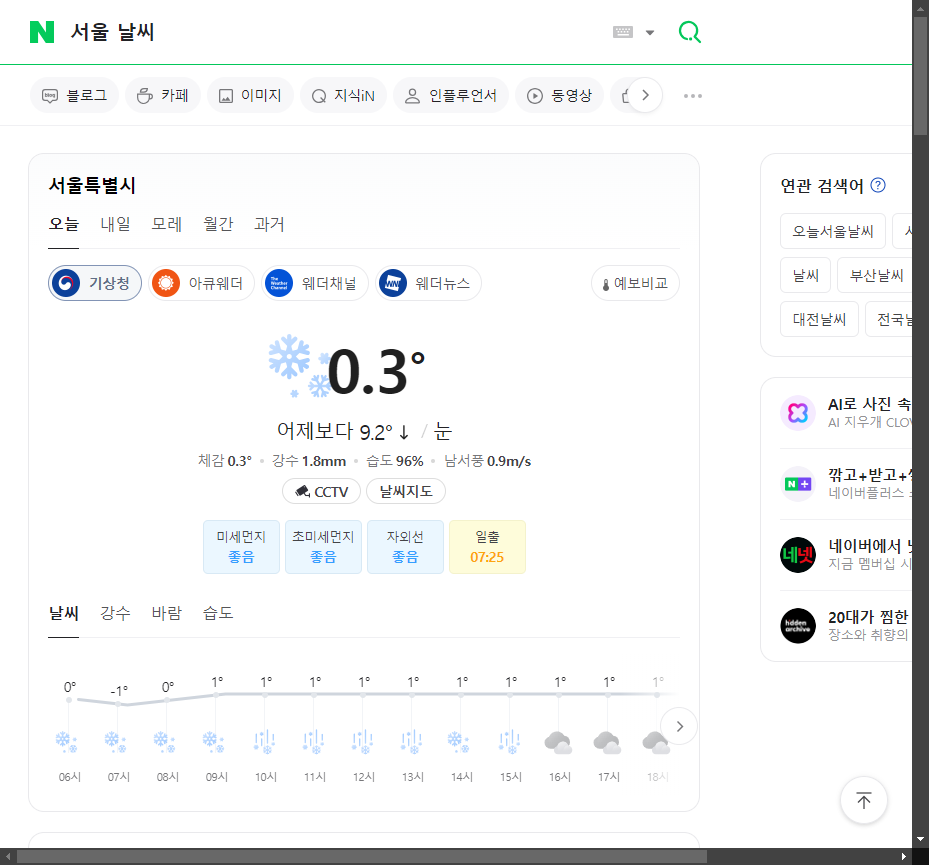 N 서울 날씨
blog 블로그 카페 이미지 지식iN 인플루언서 동영상
서울특별시
오늘 내일 모레 월간 과거
기상청 아큐웨더 The Weather Channel 웨더채널 WN 웨더뉴스 예보비교
0.3°
어제보다 9.2° ↓ / 눈
체감 0.3° 강수 1.8mm 습도 96% 남서풍 0.9m/s
CCTV 날씨지도
미세먼지 초미세먼지 자외선 일출
좋음 좋음 좋음 07:25
날씨 강수 바람 습도
0° -1° 0° 1° 1° 1° 1° 1° 1° 1° 1° 1° 1°
06시 07시 08시 09시 10시 11시 12시 13시 14시 15시 16시 17시 18시
연관 검색어 ?
오늘서울날씨
날씨 부산날씨
대전날씨 전국
AI로 사진 속
AI 지우개 CLOV
N+
깎고+받고+
네이버플러스
네넷
네이버에서
지금 멤버십 시
hidden archive
20대가 찜한
장소와 취향의